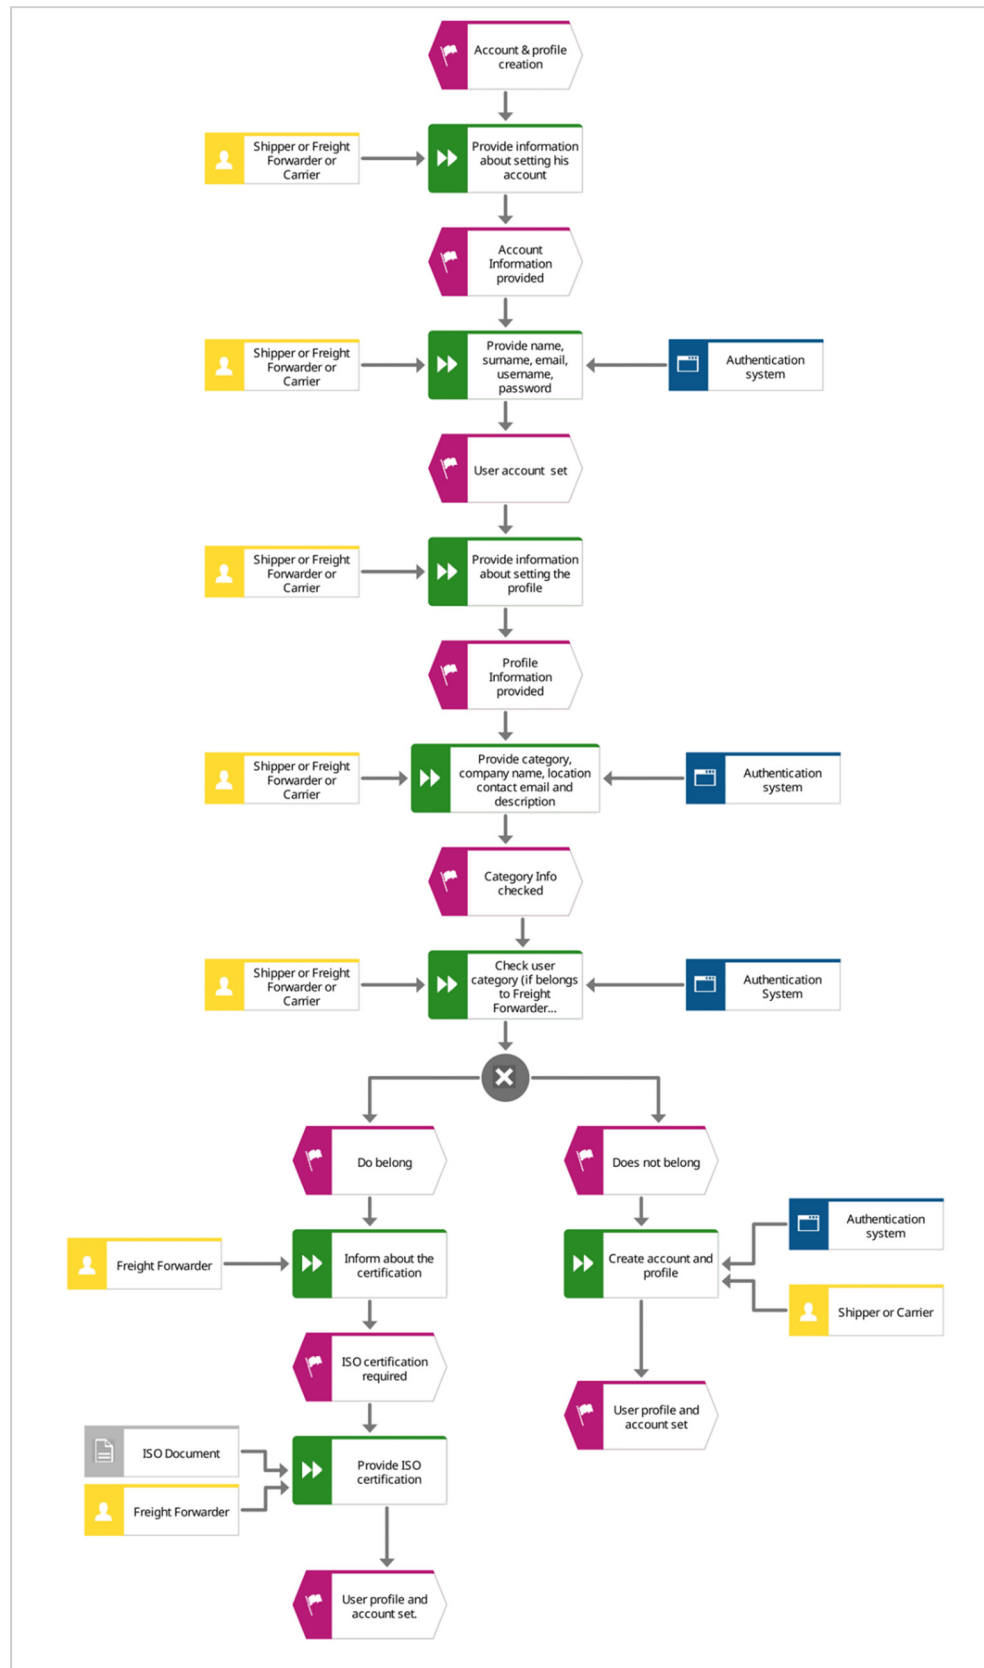 Account & profile
creation
Shipper or Freight
Forwarder or
Carrier
Provide information
about setting his
account
Account
Information
provided
Shipper or Freight
Forwarder or
Carrier
Provide name,
surname, email,
username,
password
Authentication
system
User account set
Shipper or Freight
Forwarder or
Carrier
Provide information
about setting the
profile
Profile
Information
provided
Shipper or Freight
Forwarder or
Carrier
Provide category,
company name, location
contact email and
description
Authentication
system
Category Info
checked
Shipper or Freight
Forwarder or
Carrier
Check user
category (if belongs
to Freight
Forwarder...
Authentication
System
Do belong
Does not belong
Freight Forwarder
Inform about the
certification
Create account and
profile
Authentication
system
Shipper or Carrier
ISO certification
required
User profile and
account set
ISO Document
Freight Forwarder
Provide ISO
certification
User profile and
account set.